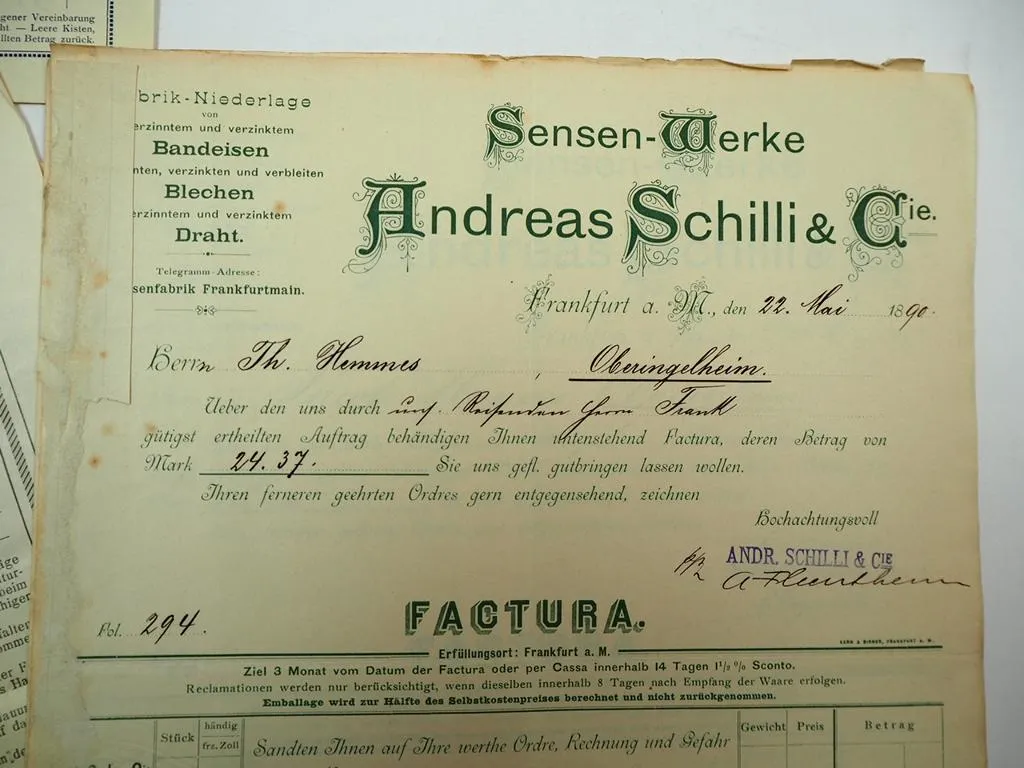 gener Vereinbarung
ht — Leere Kisten,
llten Betrag zurück.
brik-Niederlage
von
erzinntem und verzinktem
Bandeisen
nten, verzinkten und verbleiten
Blechen
erzinntem und verzinktem
Draht.
Telegramm-Adresse:
senfabrik Frankfurtmain.
Sensen-Werke
Andreas Schilli & Cie.
Frankfurt a. M., den 22. Mai 1890.
Herrn Th. Hemmes, Oberingelheim.
Ueber den uns durch uns. Reisenden Herrn Frank
gütigst ertheilten Auftrag behändigen Ihnen untenstehend Factura, deren Betrag von
Mark 24.37. Sie uns gefl. gutbringen lassen wollen.
Ihren ferneren geehrten Ordres gern entgegensehend, zeichnen
Hochachtungsvoll
ANDR. SCHILLI & CIE
Fol. 294.
FACTURA.
Erfüllungsort: Frankfurt a. M.
Ziel 3 Monat vom Datum der Factura oder per Cassa innerhalb 14 Tagen 1½ % Sconto.
Reclamationen werden nur berücksichtigt, wenn dieselben innerhalb 8 Tagen nach Empfang der Waare erfolgen.
Emballage wird zur Hälfte des Selbstkostenpreises berechnet und nicht zurückgenommen.
Stück
händig
frz. Zoll
Sandten Ihnen auf Ihre werthe Ordre, Rechnung und Gefahr
Gewicht
Preis
Betrag